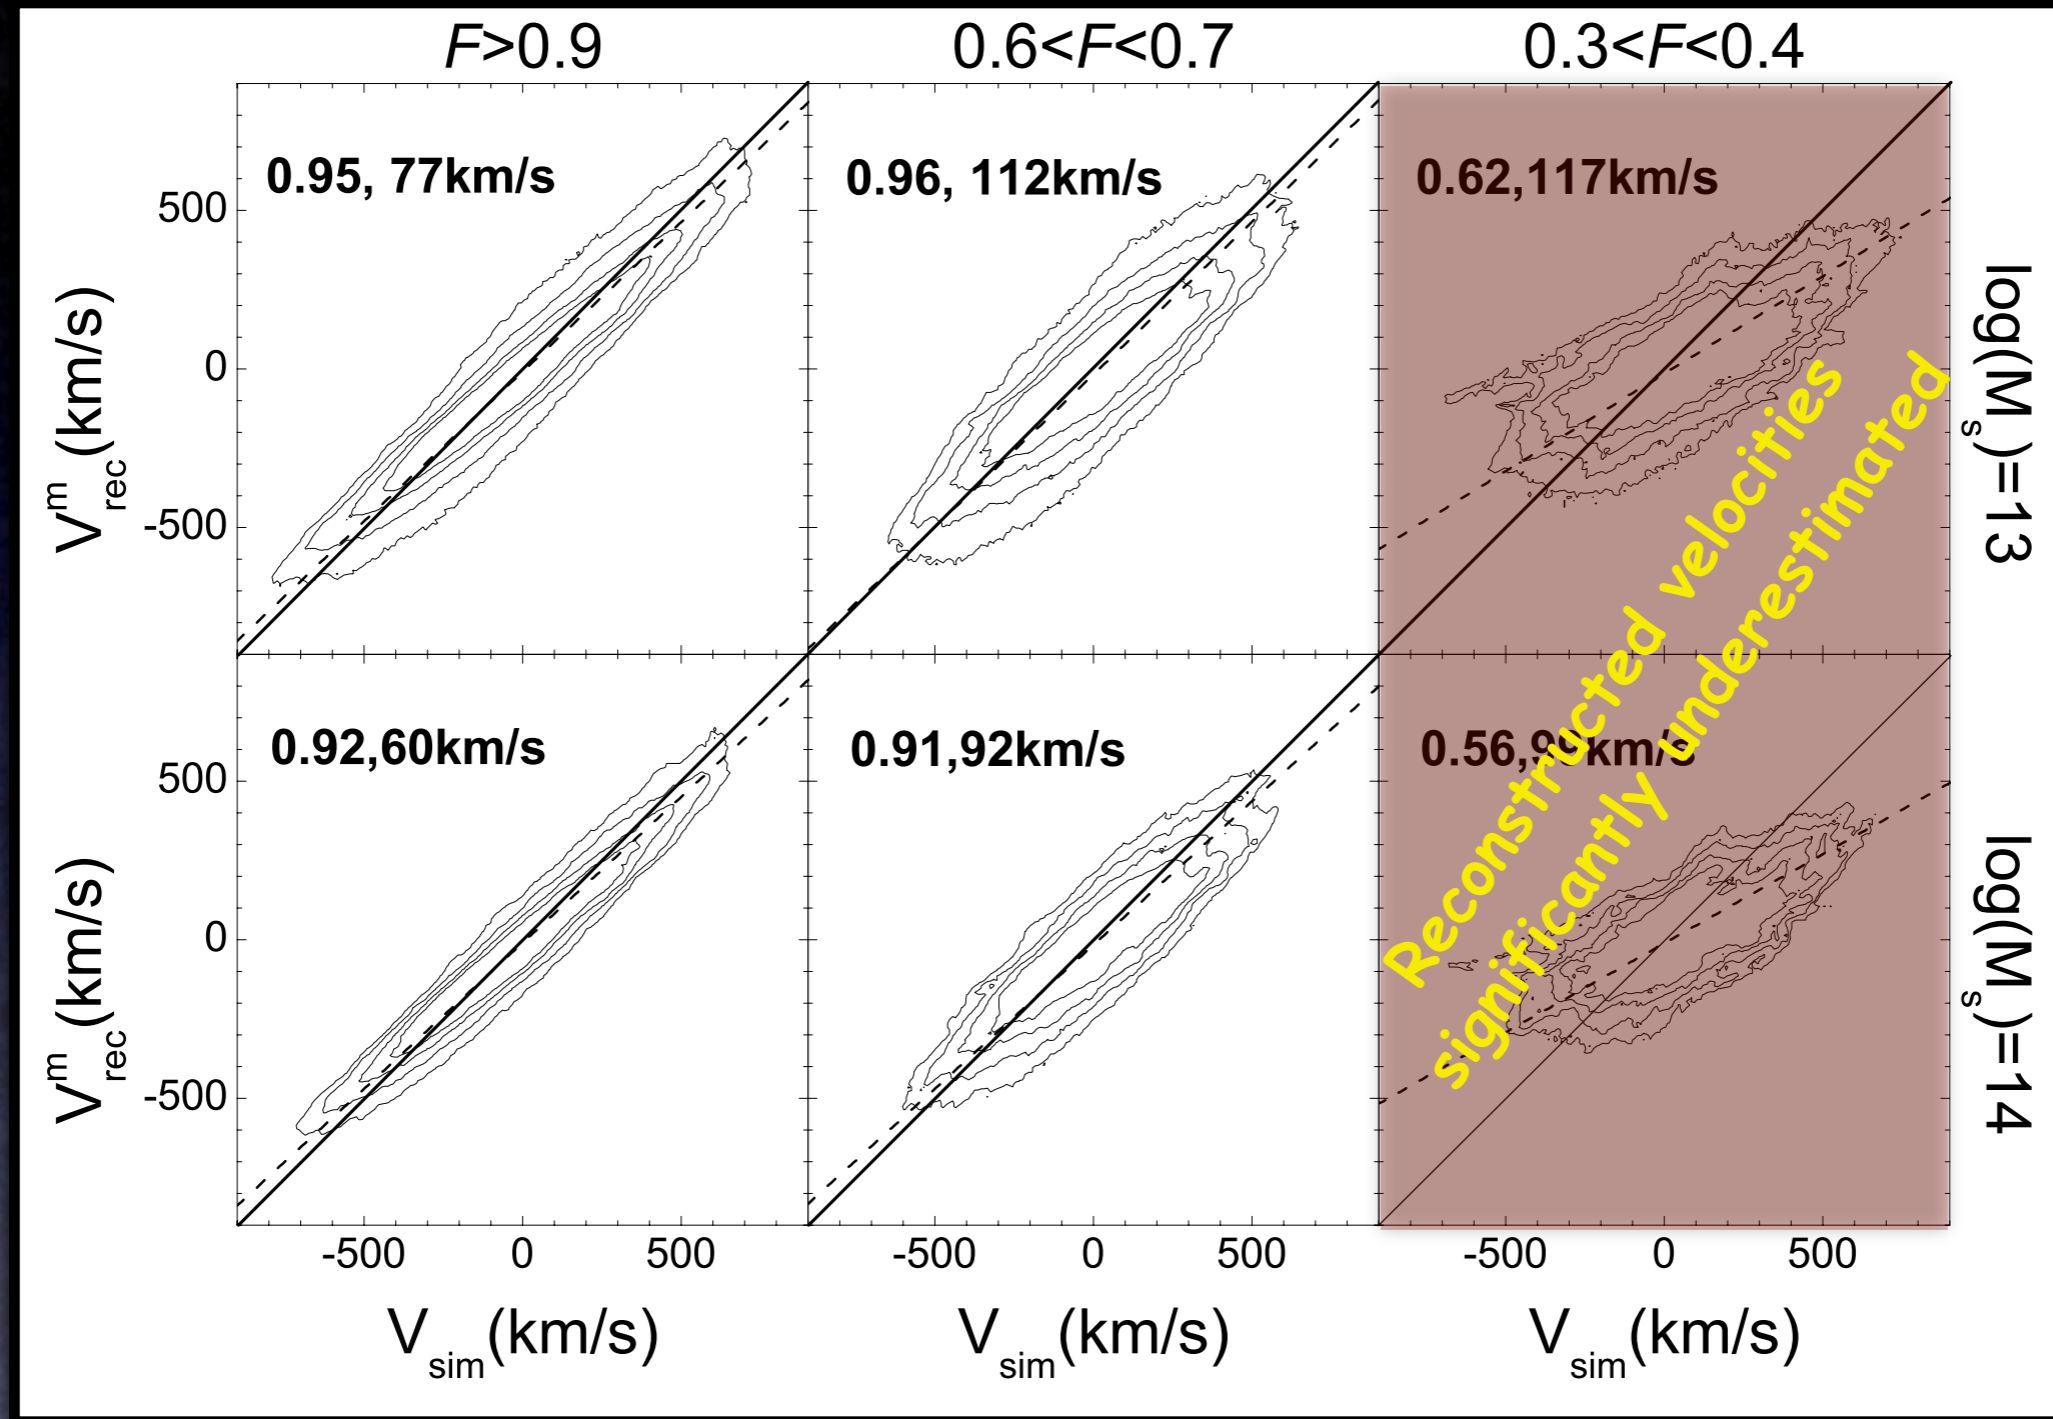 F>0.9 0.6<F<0.7 0.3<F<0.4
0.95, 77km/s 0.96, 112km/s 0.62,117km/s
500
0
-500
V^m_rec(km/s)
log(M_s)=13
Reconstructed velocities
significantly underestimated
0.92,60km/s 0.91,92km/s 0.56,99km/s
500
0
-500
V^m_rec(km/s)
log(M_s)=14
-500 0 500 -500 0 500 -500 0 500
V_sim(km/s) V_sim(km/s) V_sim(km/s)